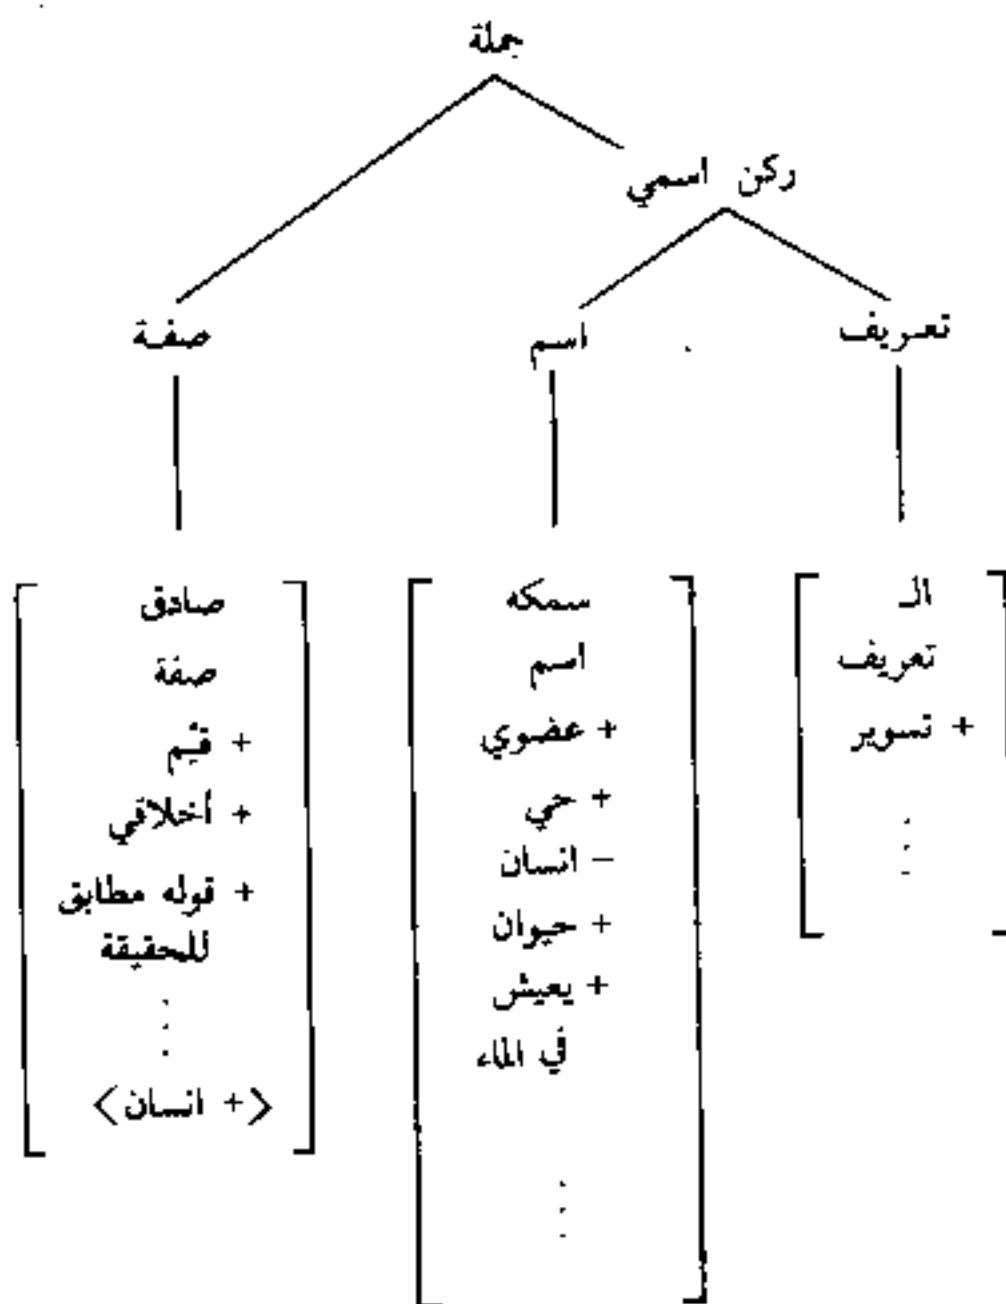 جملة
ركن اسمي
تعريف
اسم
صفة
الـ
تعريف
+ تسوير
سمكه
اسم
+ عضوي
+ حي
− انسان
+ حيوان
+ يعيش
في الماء
صادق
صفة
+ قيم
+ أخلاقي
+ قوله مطابق
للحقيقة
<+ انسان>